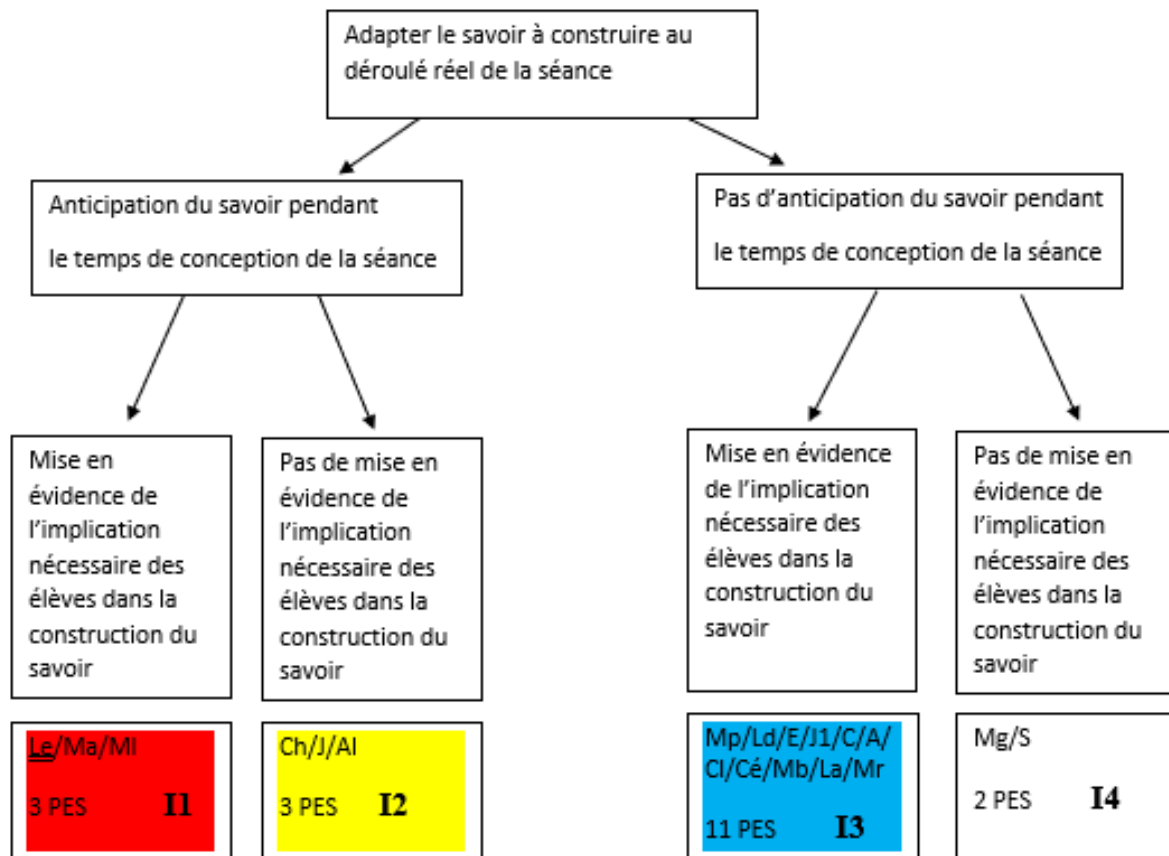 Adapter le savoir à construire au
déroulé réel de la séance
Anticipation du savoir pendant
le temps de conception de la séance
Pas d'anticipation du savoir pendant
le temps de conception de la séance
Mise en
évidence de
l'implication
nécessaire des
élèves dans la
construction du
savoir
Pas de mise en
évidence de
l'implication
nécessaire des
élèves dans la
construction du
savoir
Mise en évidence
de l'implication
nécessaire des
élèves dans la
construction du
savoir
Pas de mise en
évidence de
l'implication
nécessaire des
élèves dans la
construction du
savoir
Le/Ma/Ml
3 PES I1
Ch/J/Al
3 PES I2
Mp/Ld/E/J1/C/A/
Cl/Cé/Mb/La/Mr
11 PES I3
Mg/S
2 PES I4